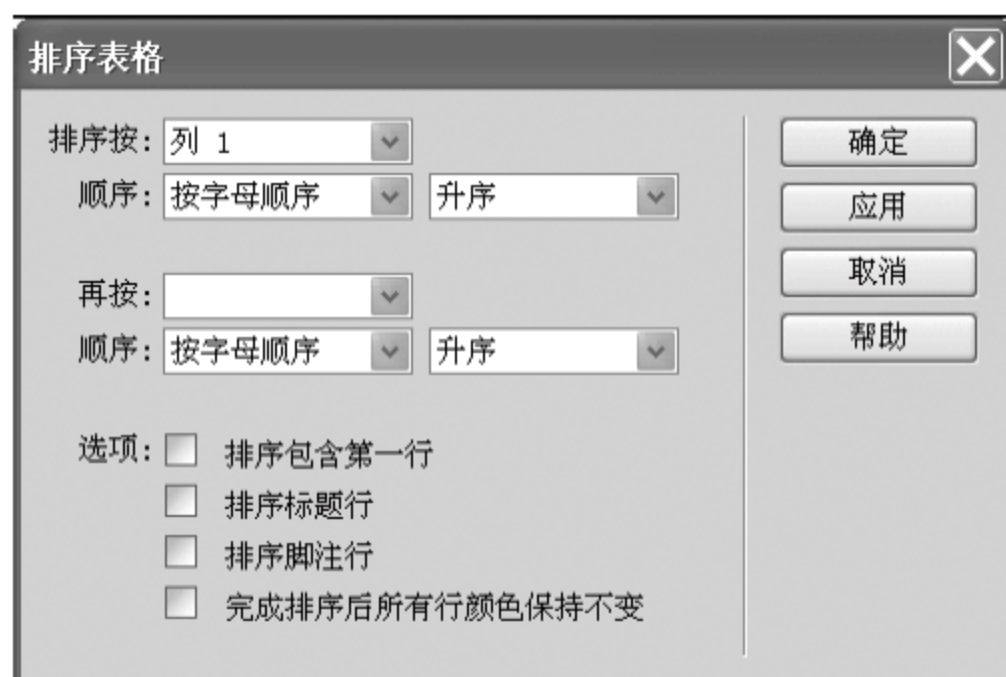 排序表格
排序按: 列 1
顺序: 按字母顺序 升序
再按:
顺序: 按字母顺序 升序
选项: 排序包含第一行
排序标题行
排序脚注行
完成排序后所有行颜色保持不变
确定
应用
取消
帮助